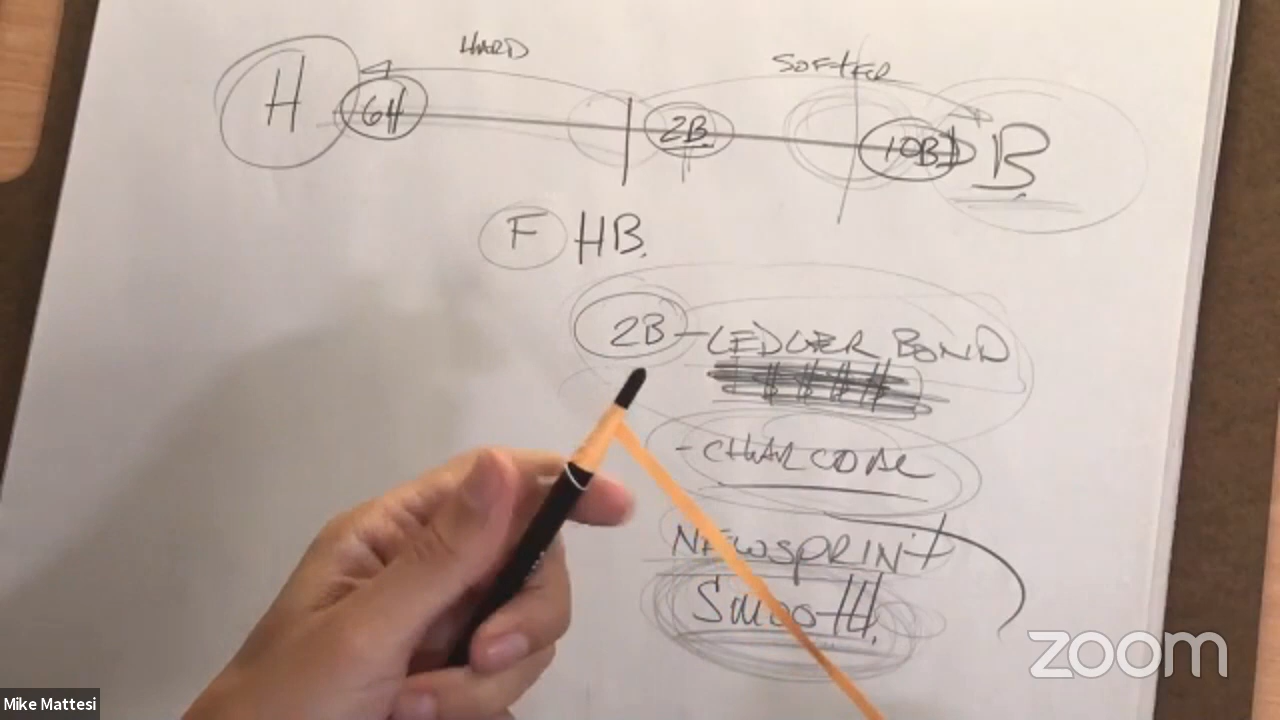 HARD
SOFTER
H 6H 2B 10B B
F HB.
2B - LEDGER BOND
- CHARCOAL
NEWSPRINT
SMOOTH.
zoom
Mike Mattesi